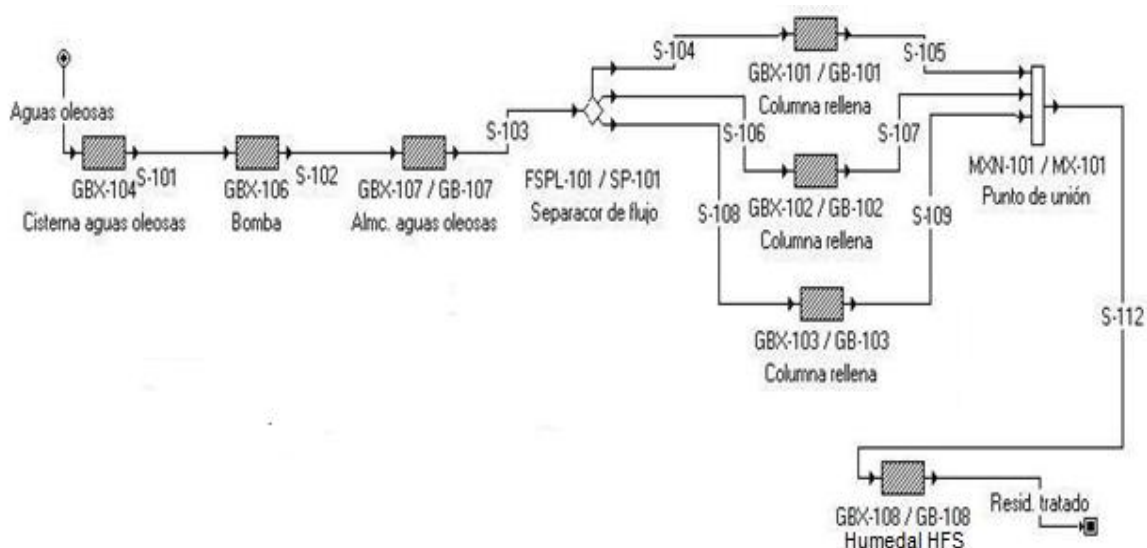 Aguas oleosas
GBX-104
Cisterna aguas oleosas
S-101
GBX-106
Bomba
S-102
GBX-107 / GB-107
Almc. aguas oleosas
S-103
FSPL-101 / SP-101
Separacor de flujo
S-104
GBX-101 / GB-101
Columna rellena
S-105
S-106
GBX-102 / GB-102
Columna rellena
S-107
S-108
GBX-103 / GB-103
Columna rellena
S-109
MXN-101 / MX-101
Punto de unión
S-112
GBX-108 / GB-108
Humedal HFS
Resid. tratado